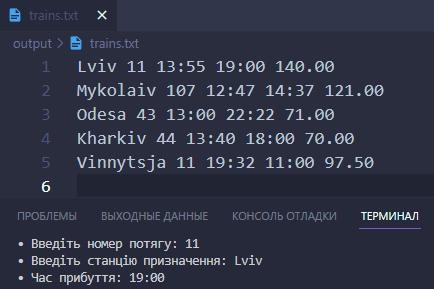 trains.txt ×
output > trains.txt
1 Lviv 11 13:55 19:00 140.00
2 Mykolaiv 107 12:47 14:37 121.00
3 Odesa 43 13:00 22:22 71.00
4 Kharkiv 44 13:40 18:00 70.00
5 Vinnytsja 11 19:32 11:00 97.50
6
ПРОБЛЕМЫ ВЫХОДНЫЕ ДАННЫЕ КОНСОЛЬ ОТЛАДКИ ТЕРМИНАЛ
• Введіть номер потягу: 11
• Введіть станцію призначення: Lviv
• Час прибуття: 19:00